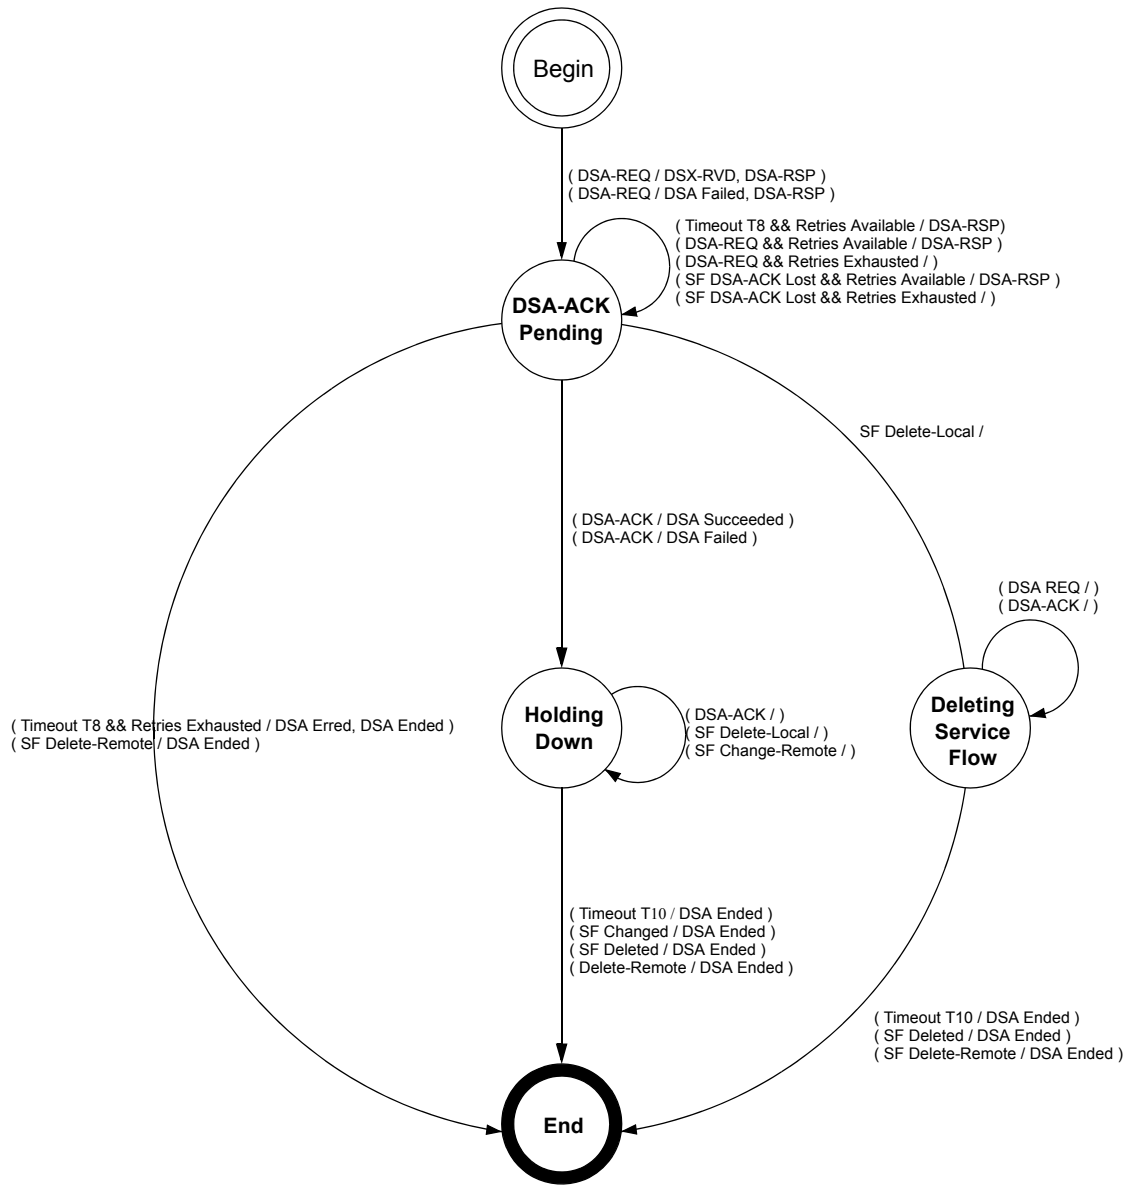 Begin
( DSA-REQ / DSX-RVD, DSA-RSP )
( DSA-REQ / DSA Failed, DSA-RSP )
( Timeout T8 && Retries Available / DSA-RSP)
( DSA-REQ && Retries Available / DSA-RSP )
( DSA-REQ && Retries Exhausted / )
( SF DSA-ACK Lost && Retries Available / DSA-RSP )
( SF DSA-ACK Lost && Retries Exhausted / )
DSA-ACK
Pending
SF Delete-Local /
( DSA-ACK / DSA Succeeded )
( DSA-ACK / DSA Failed )
( DSA REQ / )
( DSA-ACK / )
( Timeout T8 && Retries Exhausted / DSA Erred, DSA Ended )
( SF Delete-Remote / DSA Ended )
Holding
Down
( DSA-ACK / )
( SF Delete-Local / )
( SF Change-Remote / )
Deleting
Service
Flow
( Timeout T10 / DSA Ended )
( SF Changed / DSA Ended )
( SF Deleted / DSA Ended )
( Delete-Remote / DSA Ended )
( Timeout T10 / DSA Ended )
( SF Deleted / DSA Ended )
( SF Delete-Remote / DSA Ended )
End